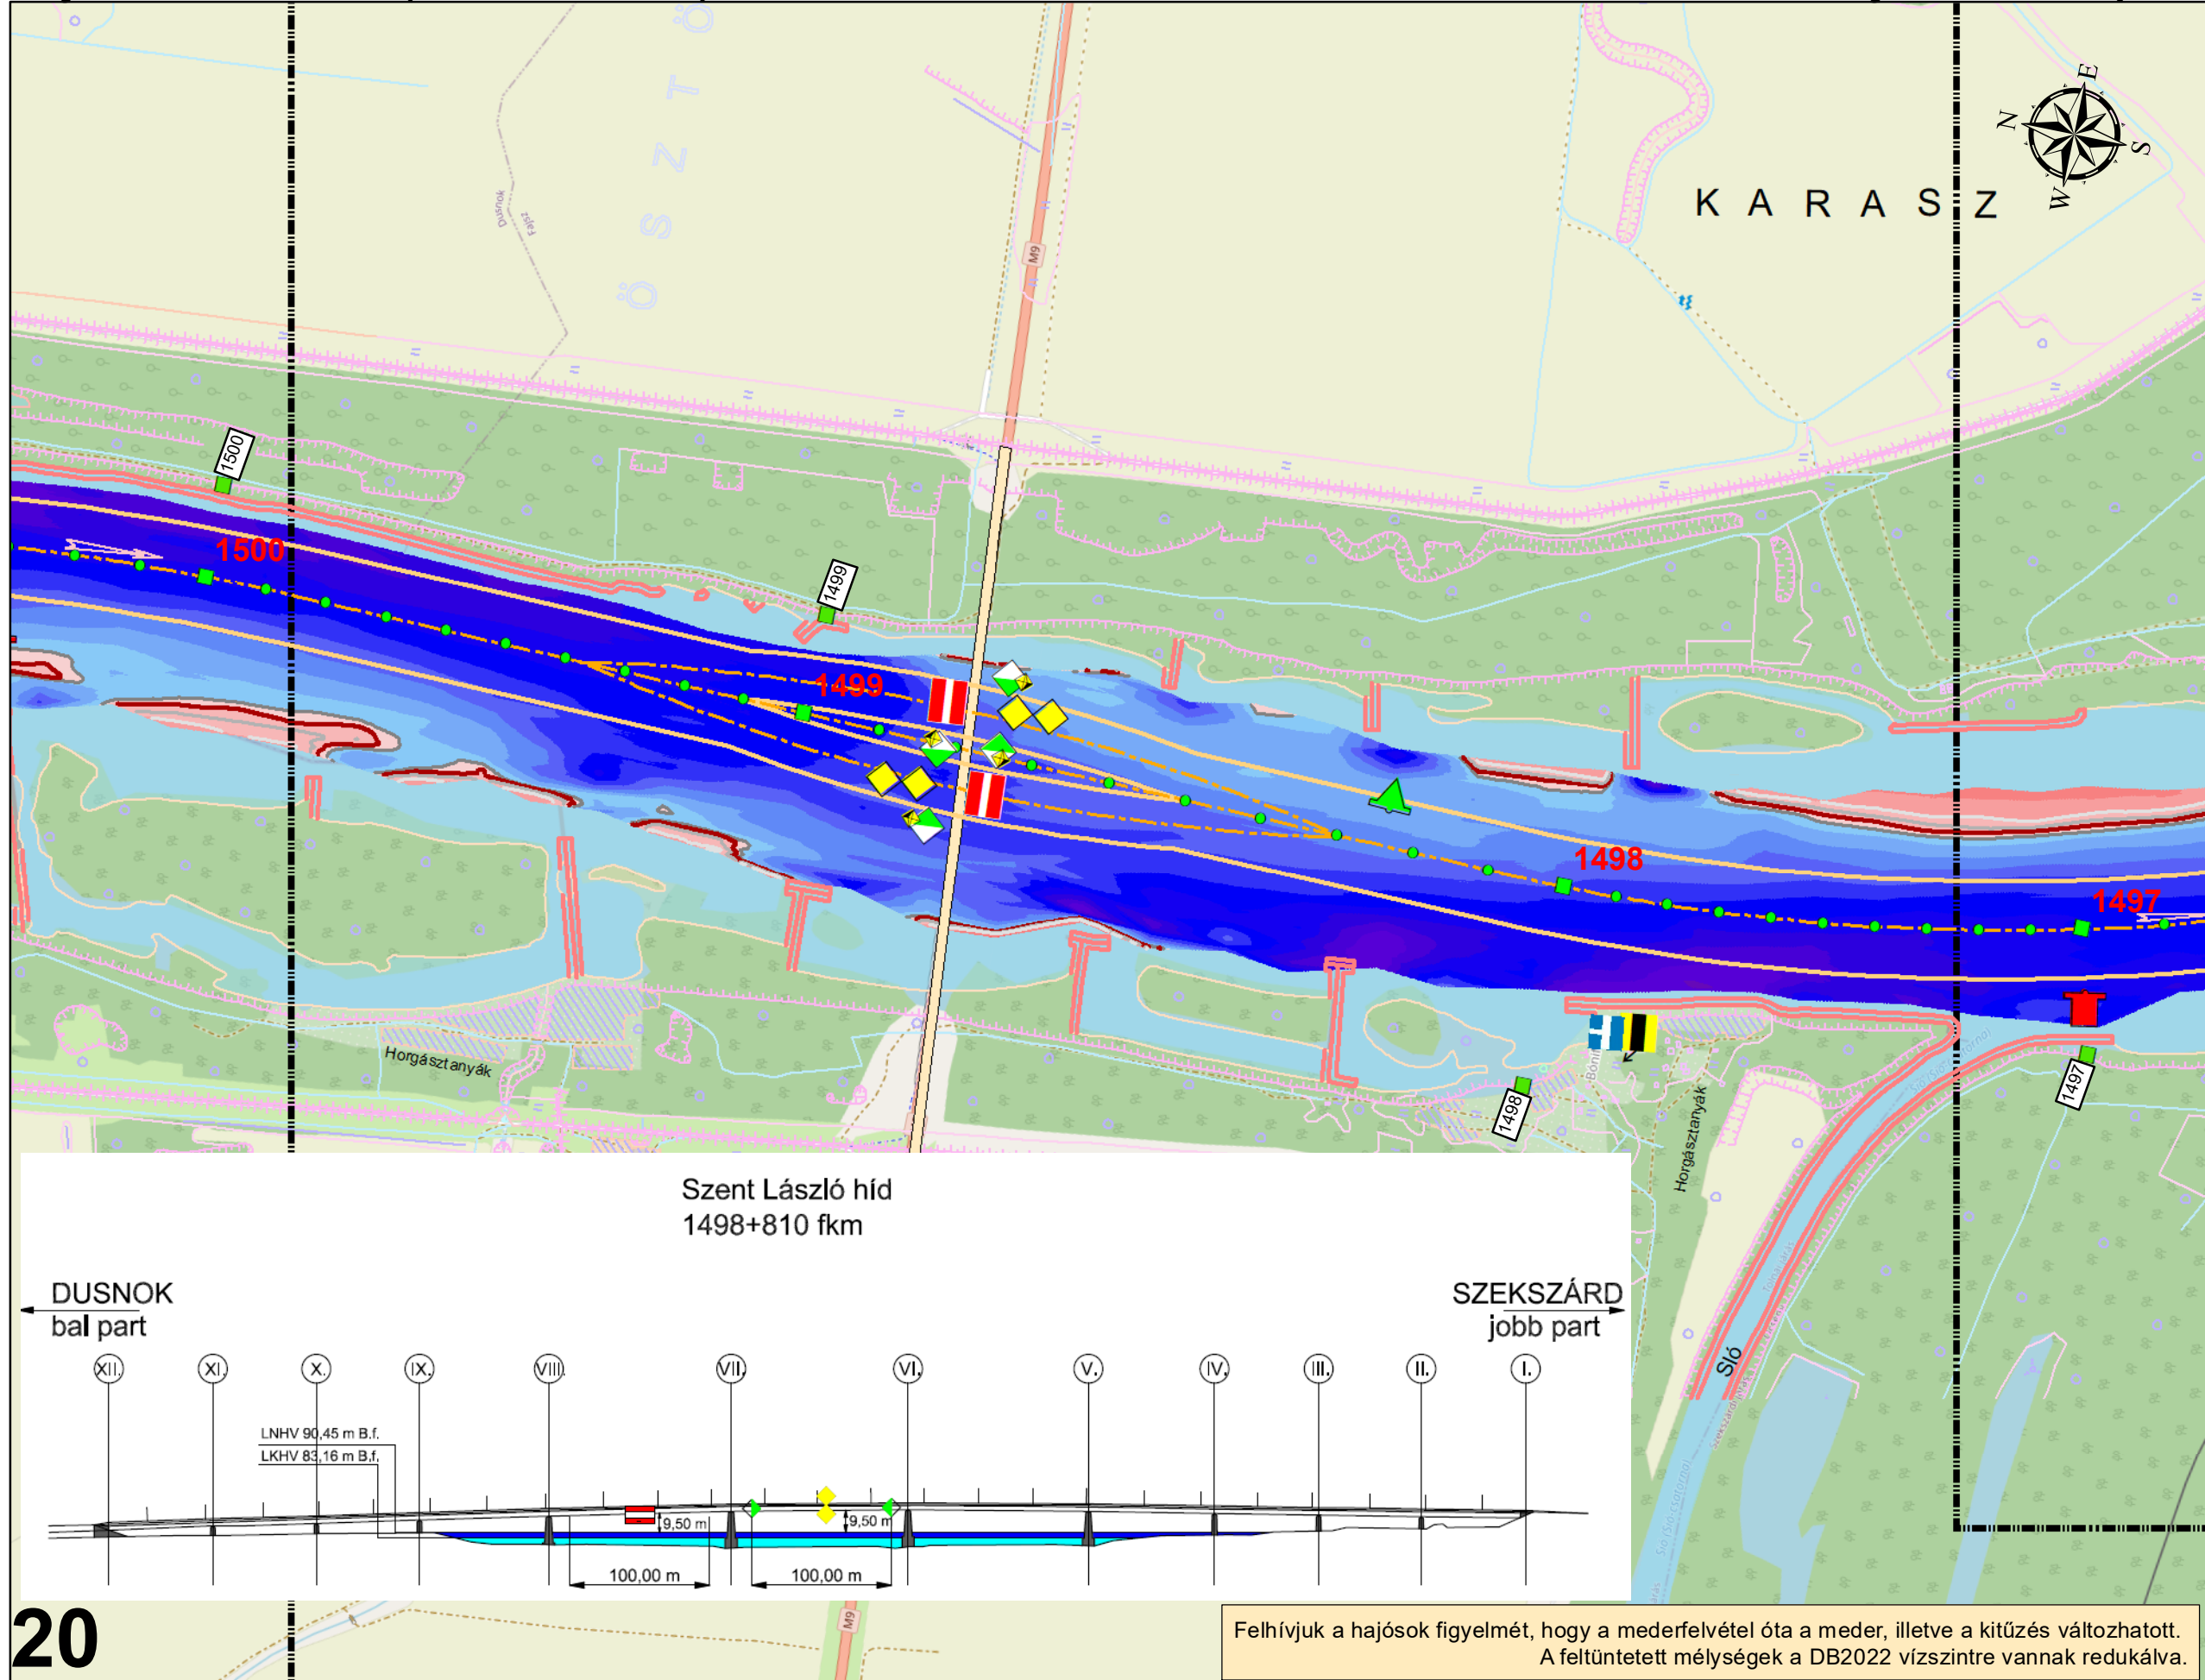 E
N
S
W
K A R A S Z
Ö S Z T Ö
Dusnok
Fajsz
M9
1500
1500
1499
1499
1498
1497
1498
1497
Horgásztanyák
Horgásztanyák
Sió
Szent László híd
1498+810 fkm
DUSNOK
bal part
SZEKSZÁRD
jobb part
XII. XI. X. IX. VIII. VII. VI. V. IV. III. II. I.
LNHV 90,45 m B.f.
LKHV 83,16 m B.f.
9,50 m 9,50 m
100,00 m 100,00 m
M9
20
Felhívjuk a hajósok figyelmét, hogy a mederfelvétel óta a meder, illetve a kitűzés változhatott.
A feltüntetett mélységek a DB2022 vízszintre vannak redukálva.